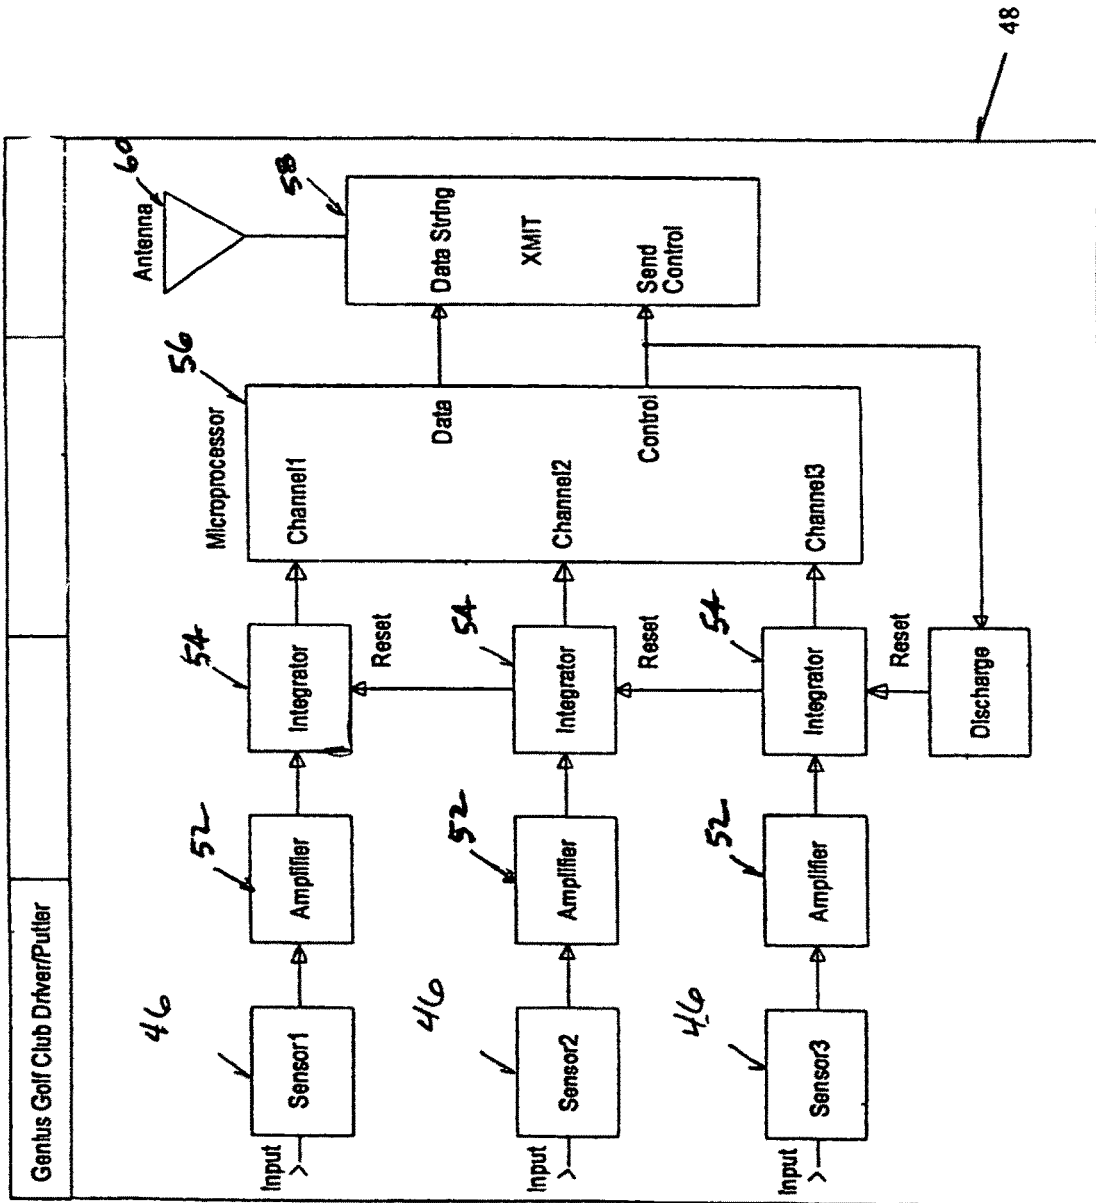 Genius Golf Club Driver/Putter
Input
Sensor1
46
Amplifier
52
Integrator
54
Reset
Microprocessor
56
Channel1
Data
Channel2
Control
Channel3
Antenna
60
58
Data String
XMIT
Send
Control
Input
Sensor2
46
Amplifier
52
Integrator
54
Reset
Input
Sensor3
46
Amplifier
52
Integrator
54
Reset
Discharge
48